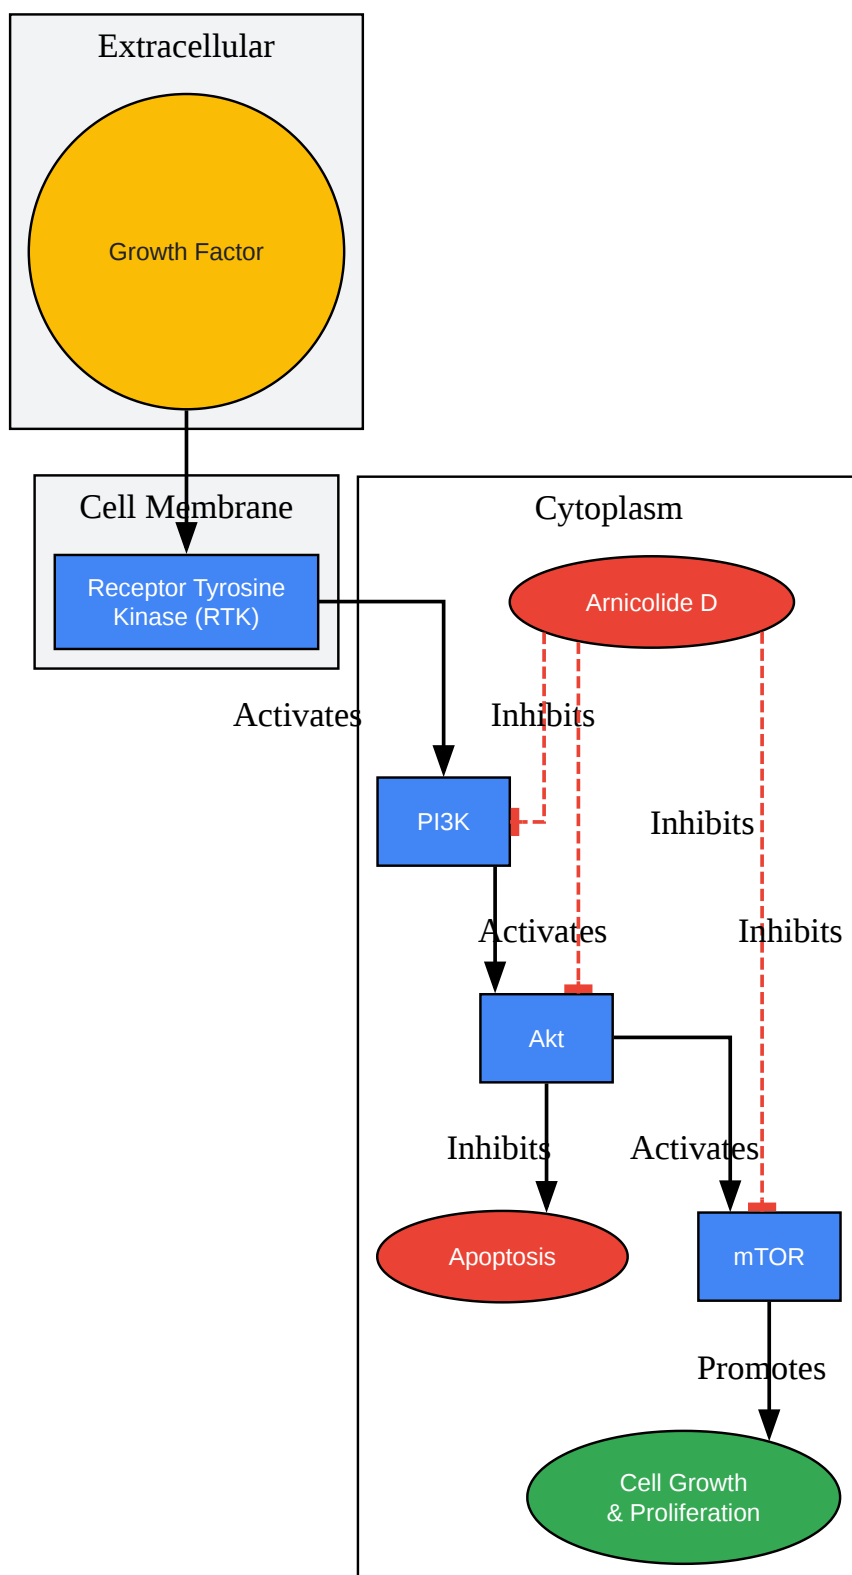 Extracellular
Growth Factor
Cell Membrane
Cytoplasm
Receptor Tyrosine
Kinase (RTK)
Arnicolide D
Activates
Inhibits
PI3K
Inhibits
Activates
Inhibits
Akt
Inhibits
Activates
Apoptosis
mTOR
Promotes
Cell Growth
& Proliferation